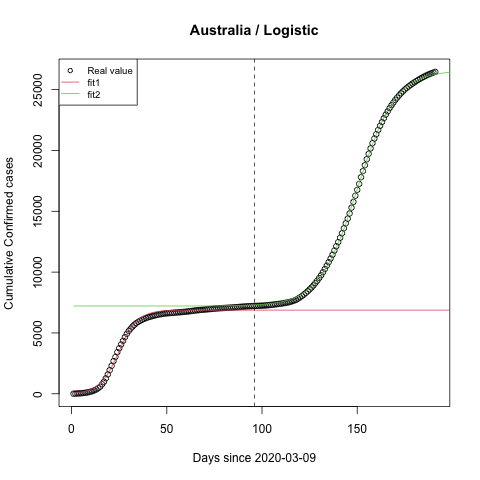 Australia / Logistic
Real value
fit1
fit2
Cumulative Confirmed cases
25000
20000
15000
10000
5000
0
0 50 100 150
Days since 2020-03-09